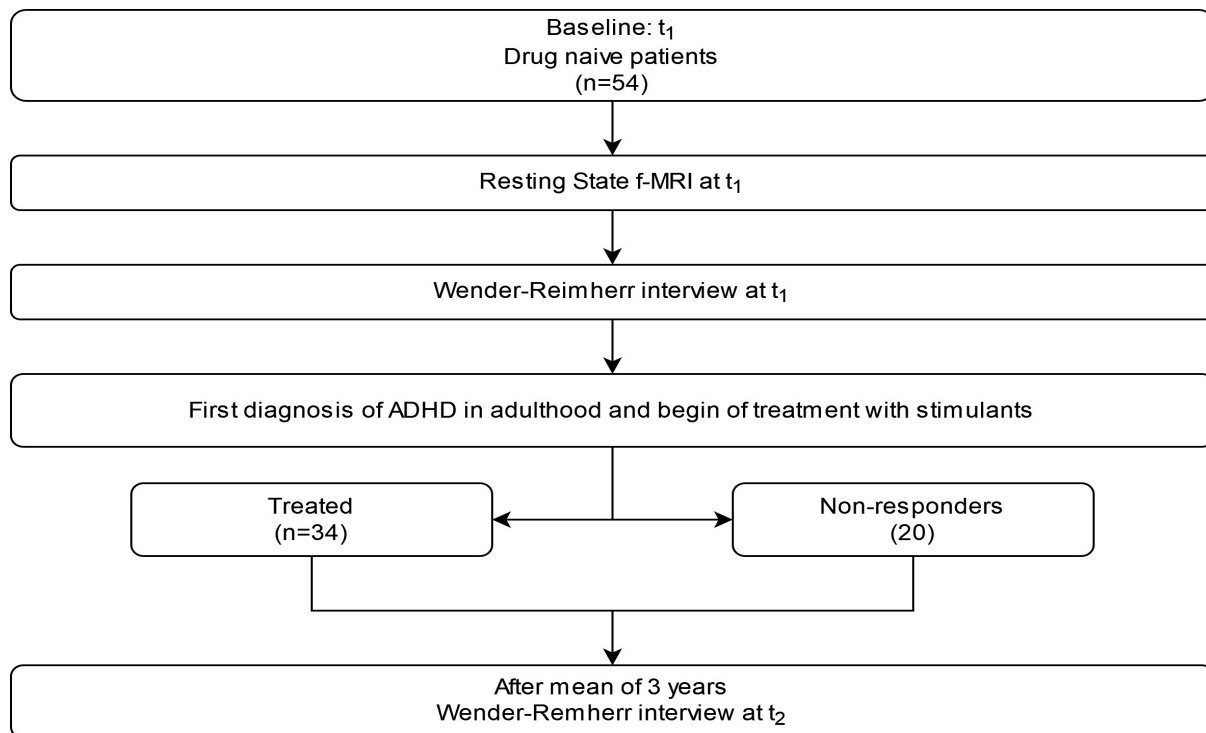 Baseline: t₁
Drug naive patients
(n=54)
Resting State f-MRI at t₁
Wender-Reimherr interview at t₁
First diagnosis of ADHD in adulthood and begin of treatment with stimulants
Treated
(n=34)
Non-responders
(20)
After mean of 3 years
Wender-Remherr interview at t₂